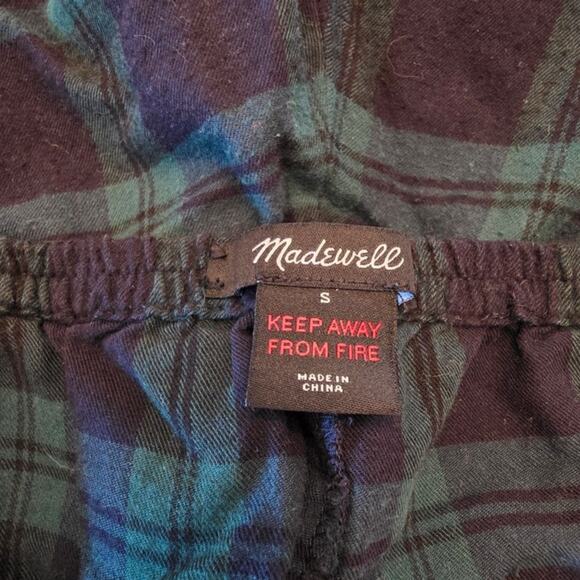 Madewell
S
KEEP AWAY
FROM FIRE
MADE IN
CHINA